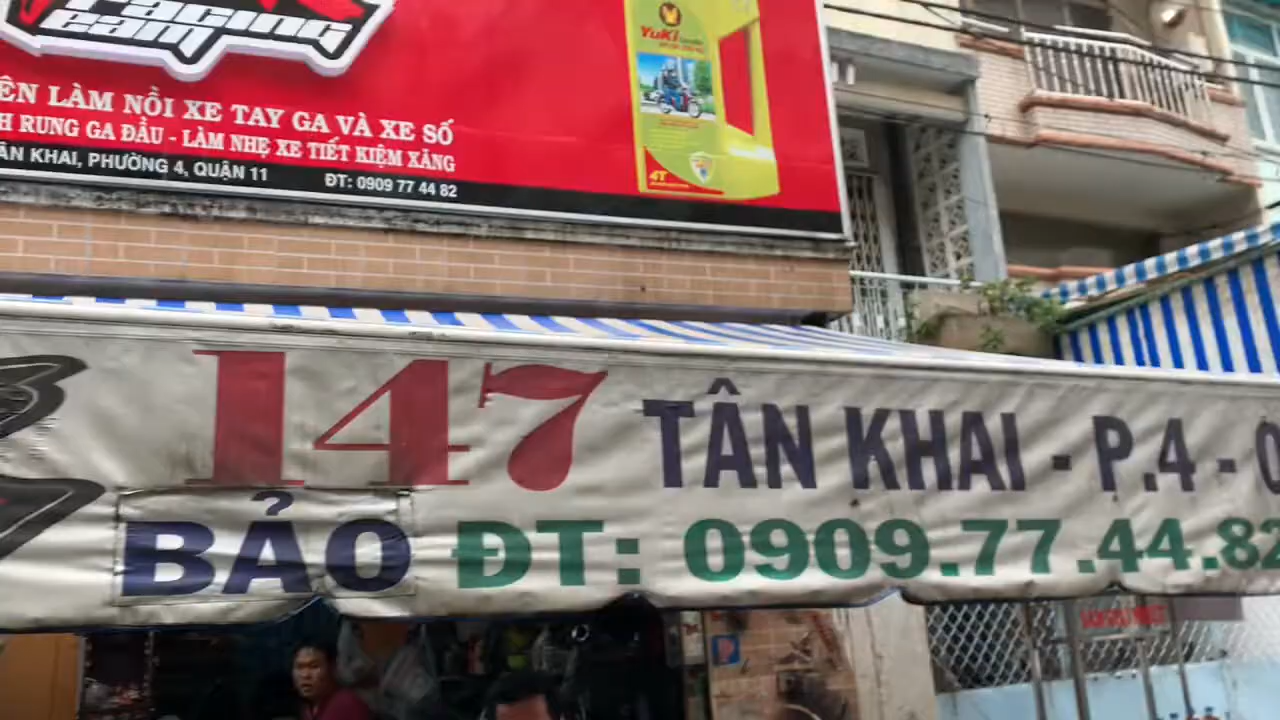 Racing
Team
ÊN LÀM NỒI XE TAY GA VÀ XE SỐ
H RUNG GA ĐẦU - LÀM NHẸ XE TIẾT KIỆM XĂNG
ÂN KHAI, PHƯỜNG 4, QUẬN 11 ĐT: 0909 77 44 82
YuKi
4T
147 TÂN KHAI - P.4 -
BẢO ĐT: 0909.77.44.82